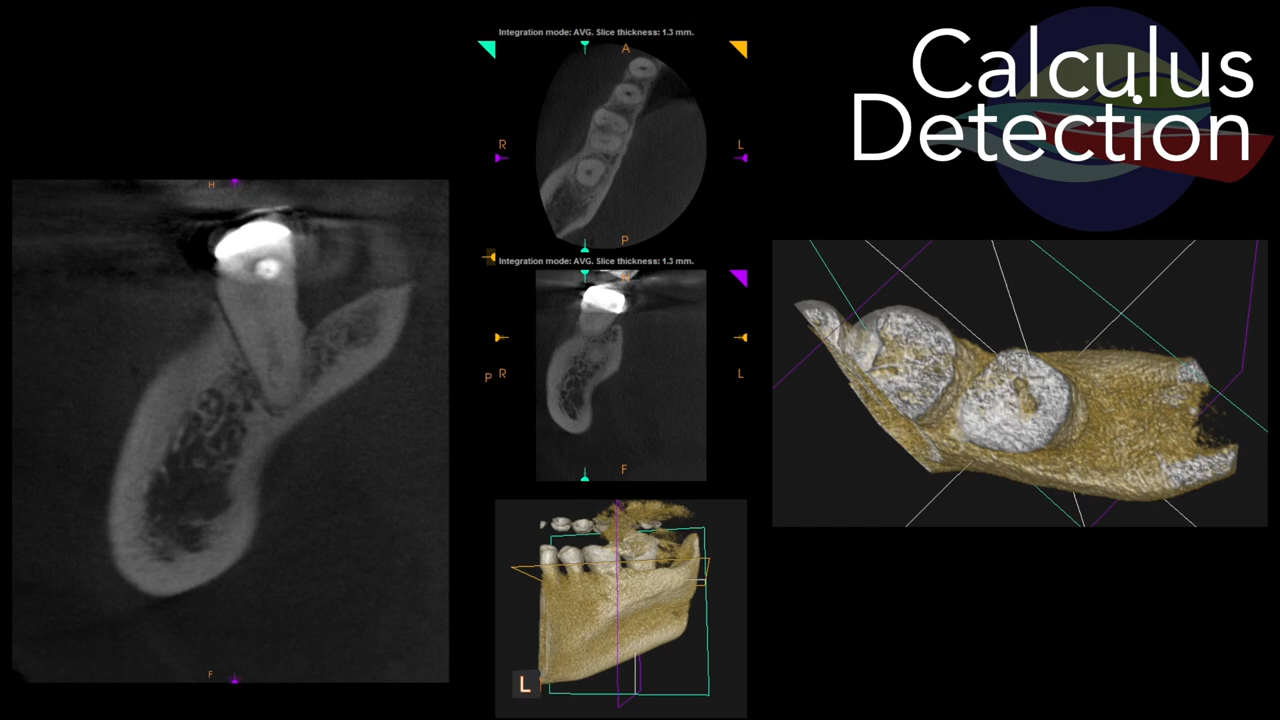 Calculus
Detection
Integration mode: AVG. Slice thickness: 1.3 mm.
A
R
L
P
Integration mode: AVG. Slice thickness: 1.3 mm.
P
R
L
F
H
F
L